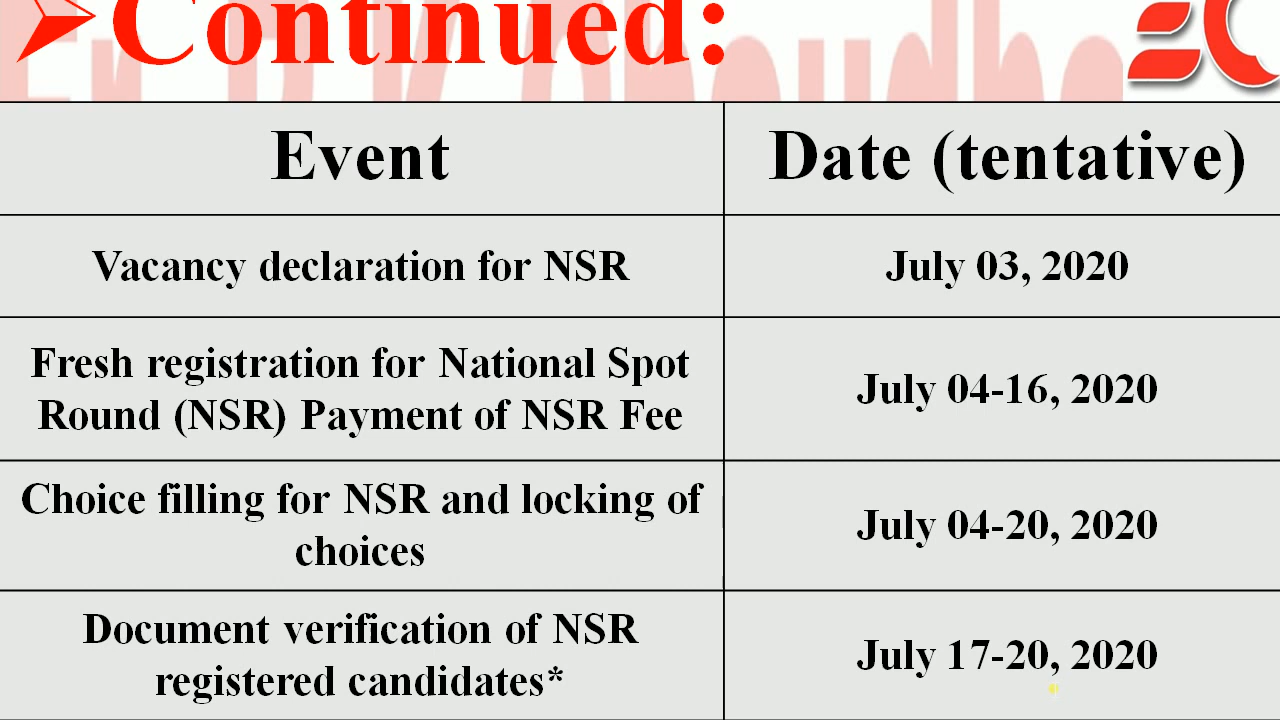 Continued:
Event
Date (tentative)
Vacancy declaration for NSR
July 03, 2020
Fresh registration for National Spot
Round (NSR) Payment of NSR Fee
July 04-16, 2020
Choice filling for NSR and locking of
choices
July 04-20, 2020
Document verification of NSR
registered candidates*
July 17-20, 2020